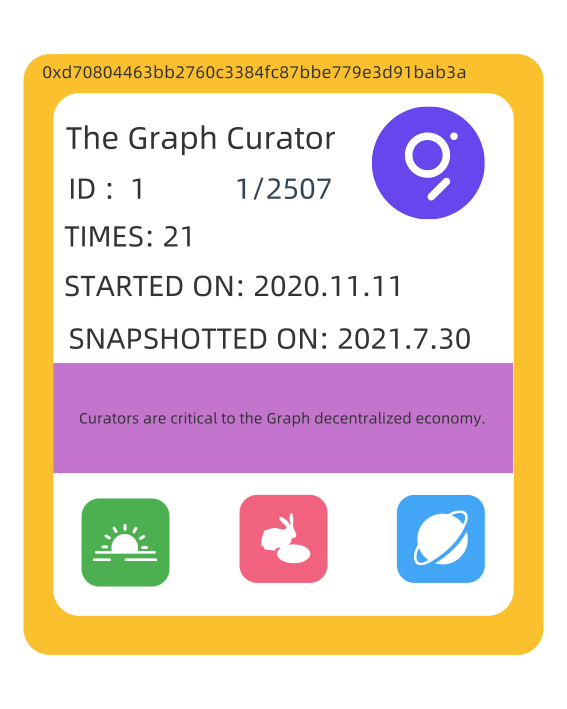 0xd70804463bb2760c3384fc87bbe779e3d91bab3a
The Graph Curator
ID : 1 1/2507
TIMES: 21
STARTED ON: 2020.11.11
SNAPSHOTTED ON: 2021.7.30
Curators are critical to the Graph decentralized economy.